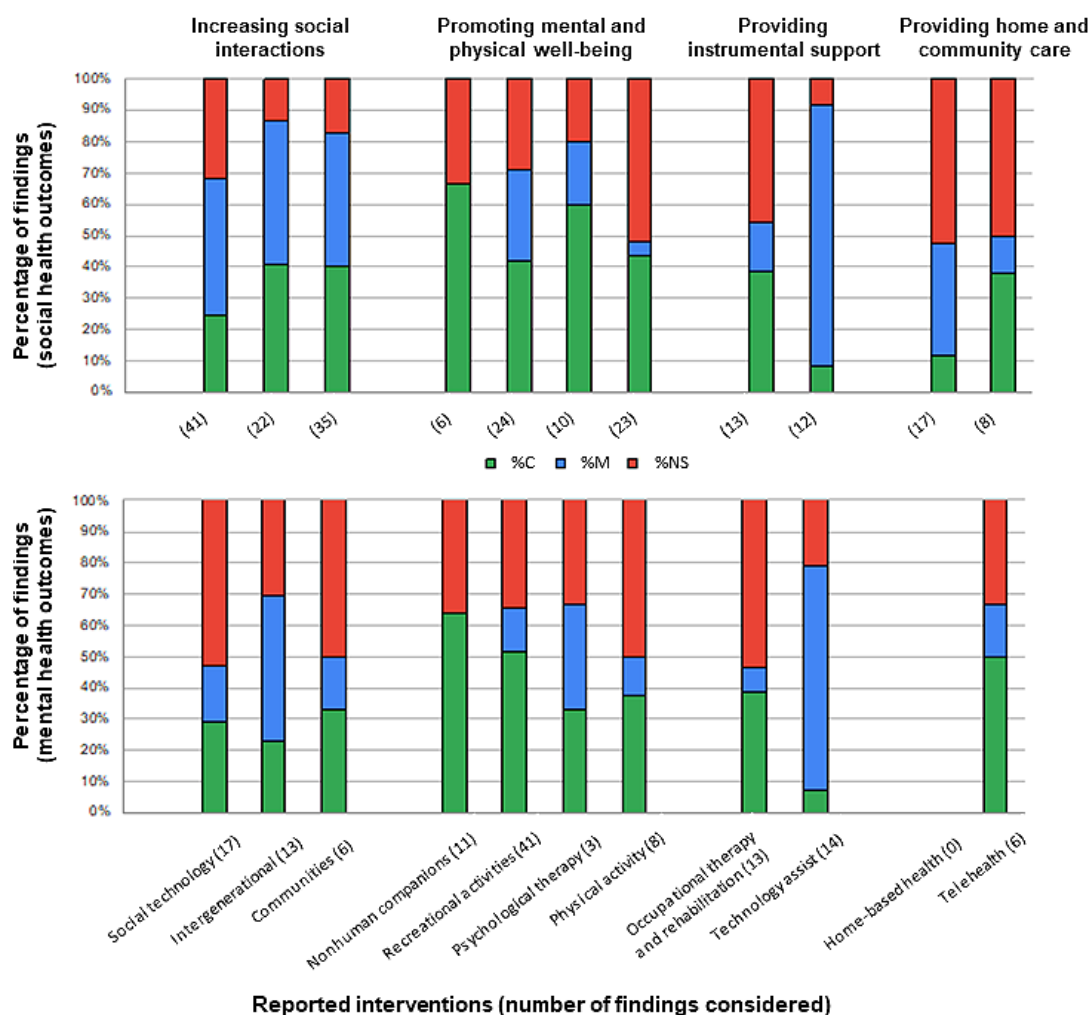 Increasing social
interactions
Promoting mental and
physical well-being
Providing
instrumental support
Providing home and
community care
Percentage of findings
(social health outcomes)
100%
90%
80%
70%
60%
50%
40%
30%
20%
10%
0%
(41)
(22)
(35)
(6)
(24)
(10)
(23)
(13)
(12)
(17)
(8)
%C
%M
%NS
Percentage of findings
(mental health outcomes)
100%
90%
80%
70%
60%
50%
40%
30%
20%
10%
0%
Social technology (17)
Intergenerational (13)
Communities (6)
Nonhuman companions (11)
Recreational activities (41)
Psychological therapy (3)
Physical activity (8)
Occupational therapy
and rehabilitation (13)
Technology assist (14)
Home-based health (0)
Telehealth (6)
Reported interventions (number of findings considered)